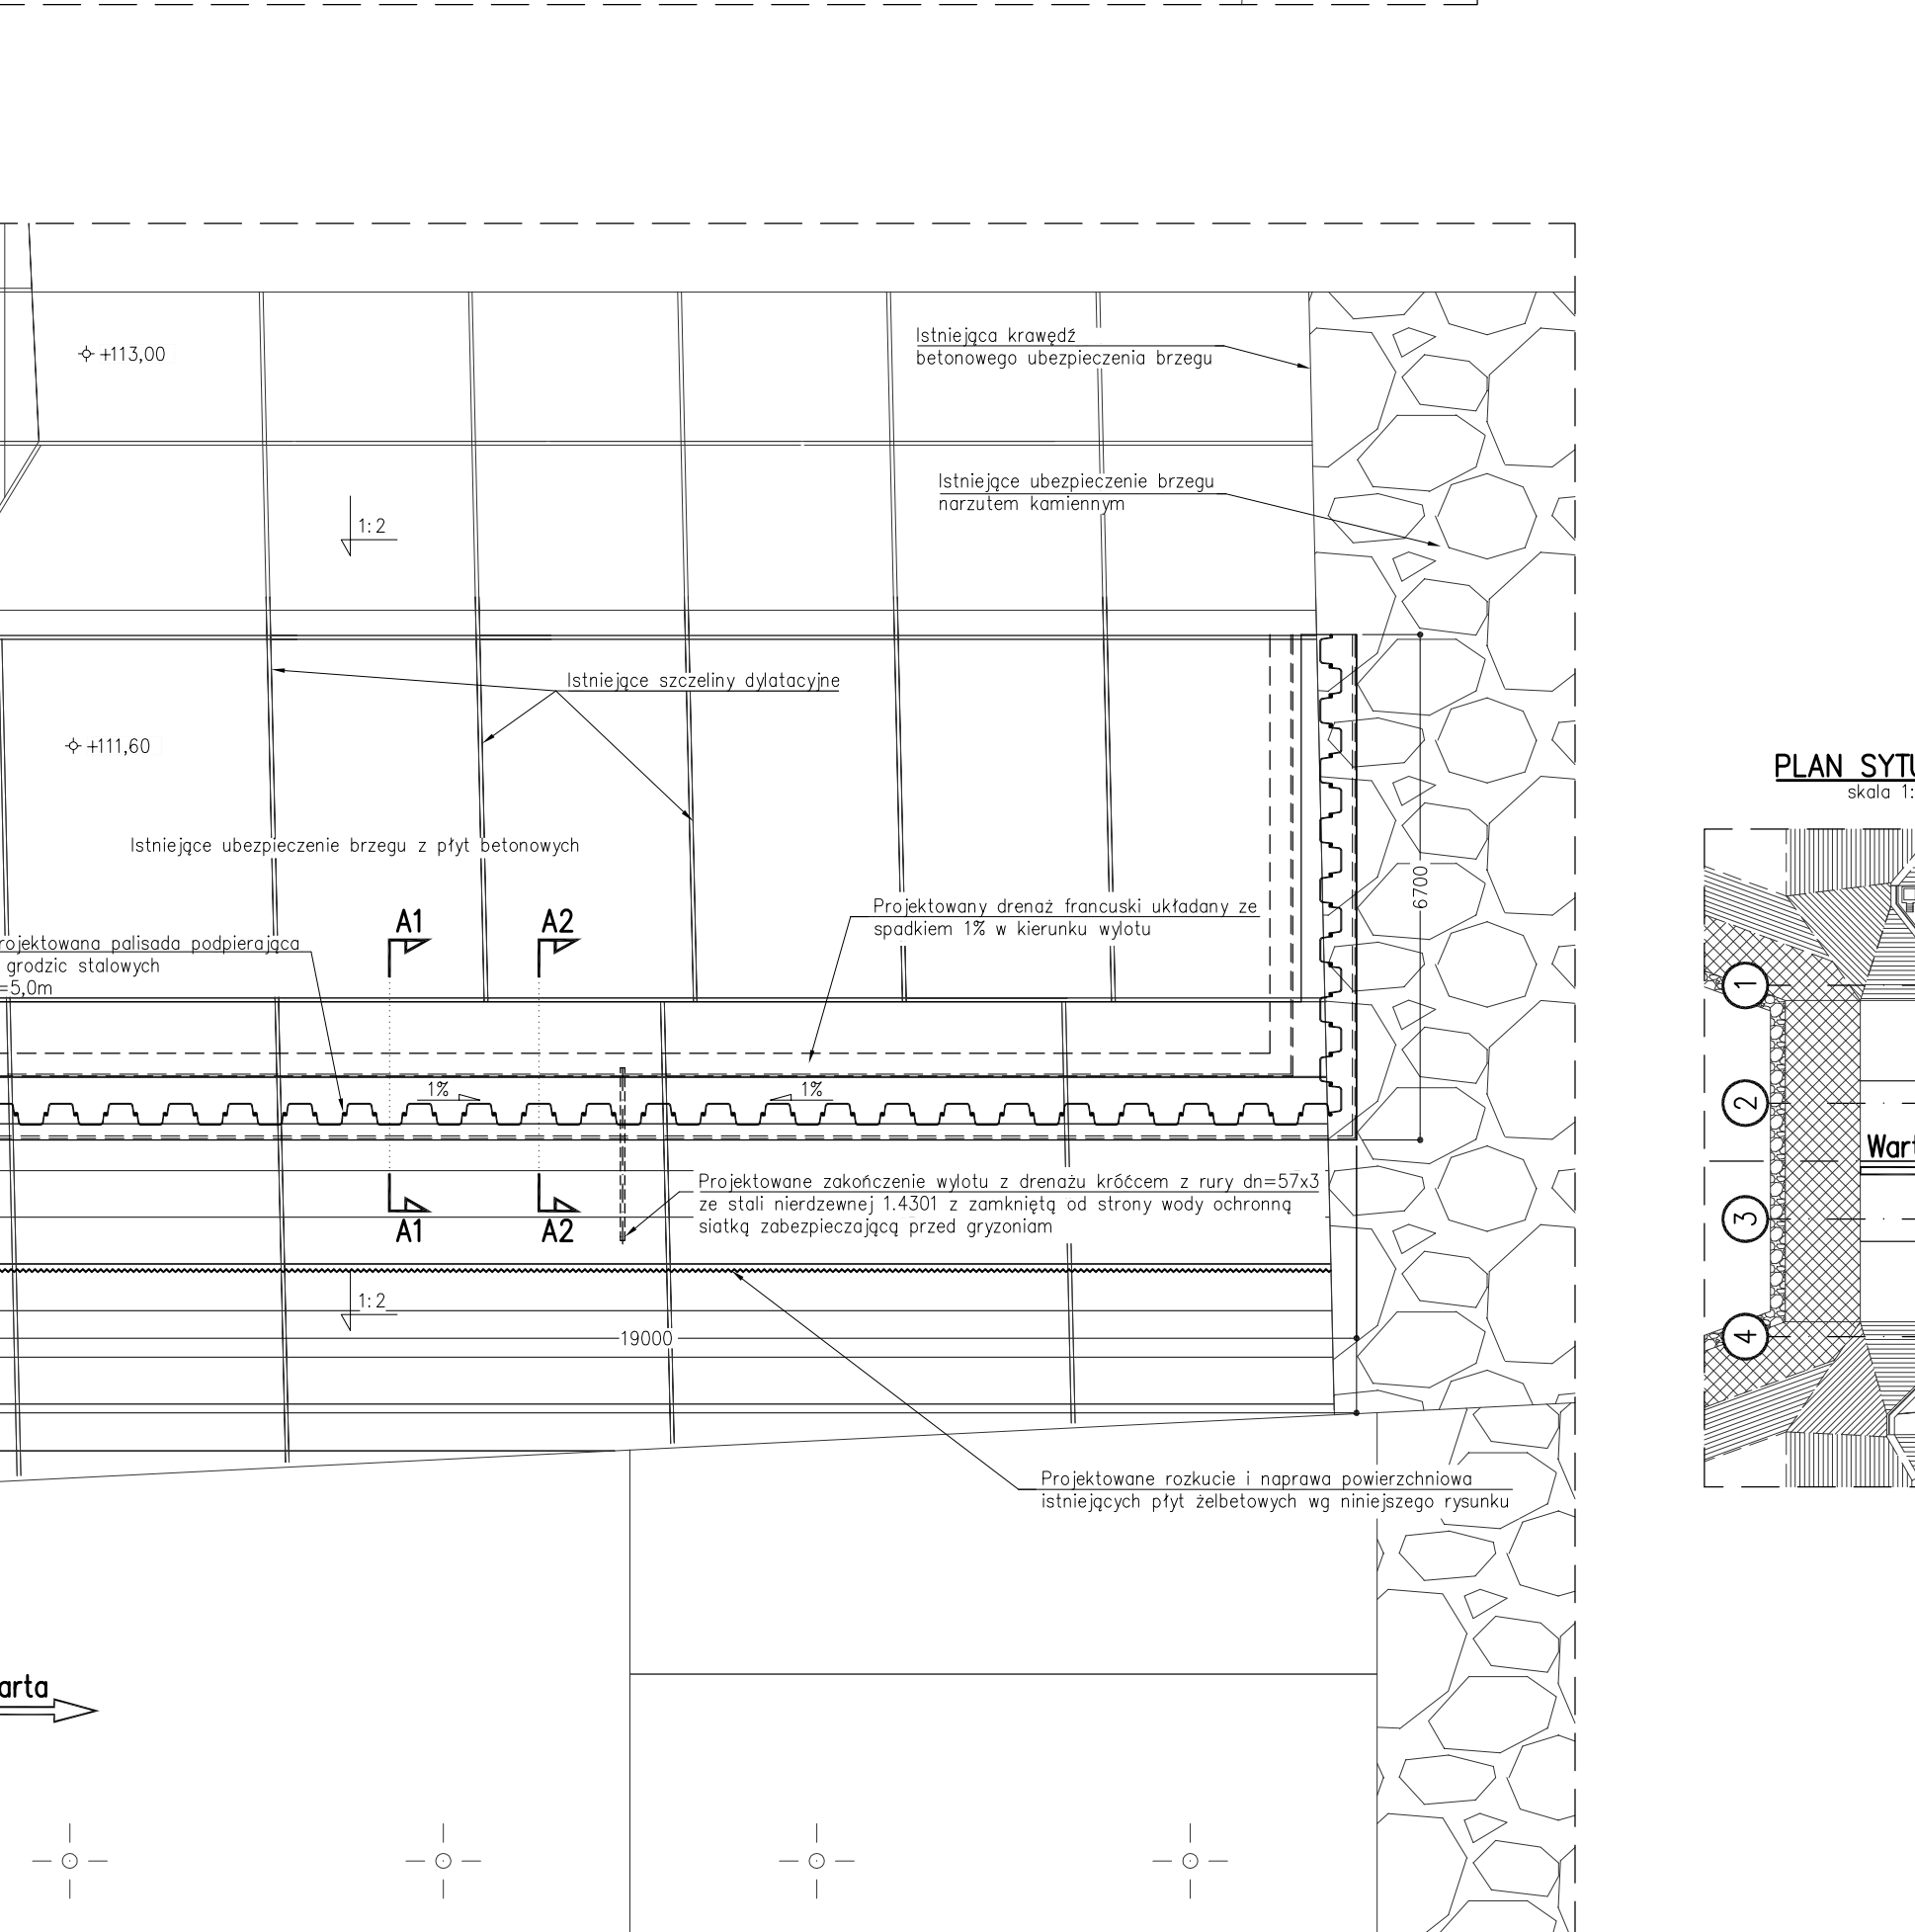 +113,00
Istniejąca krawędź
betonowego ubezpieczenia brzegu
Istniejące ubezpieczenie brzegu
narzutem kamiennym
1:2
Istniejące szczeliny dylatacyjne
+111,60
PLAN SYTU
skala 1:
Istniejące ubezpieczenie brzegu z płyt betonowych
6700
A1
A2
Projektowany drenaż francuski układany ze
spadkiem 1% w kierunku wylotu
rojektowana palisada podpierająca
grodzic stalowych
=5,0m
1%
1%
1
2
3
4
Wart
Projektowane zakończenie wylotu z drenażu króćcem z rury dn=57x3
ze stali nierdzewnej 1.4301 z zamkniętą od strony wody ochronną
siatką zabezpieczającą przed gryzoniam
A1
A2
1:2
19000
Projektowane rozkucie i naprawa powierzchniowa
istniejących płyt żelbetowych wg niniejszego rysunku
arta